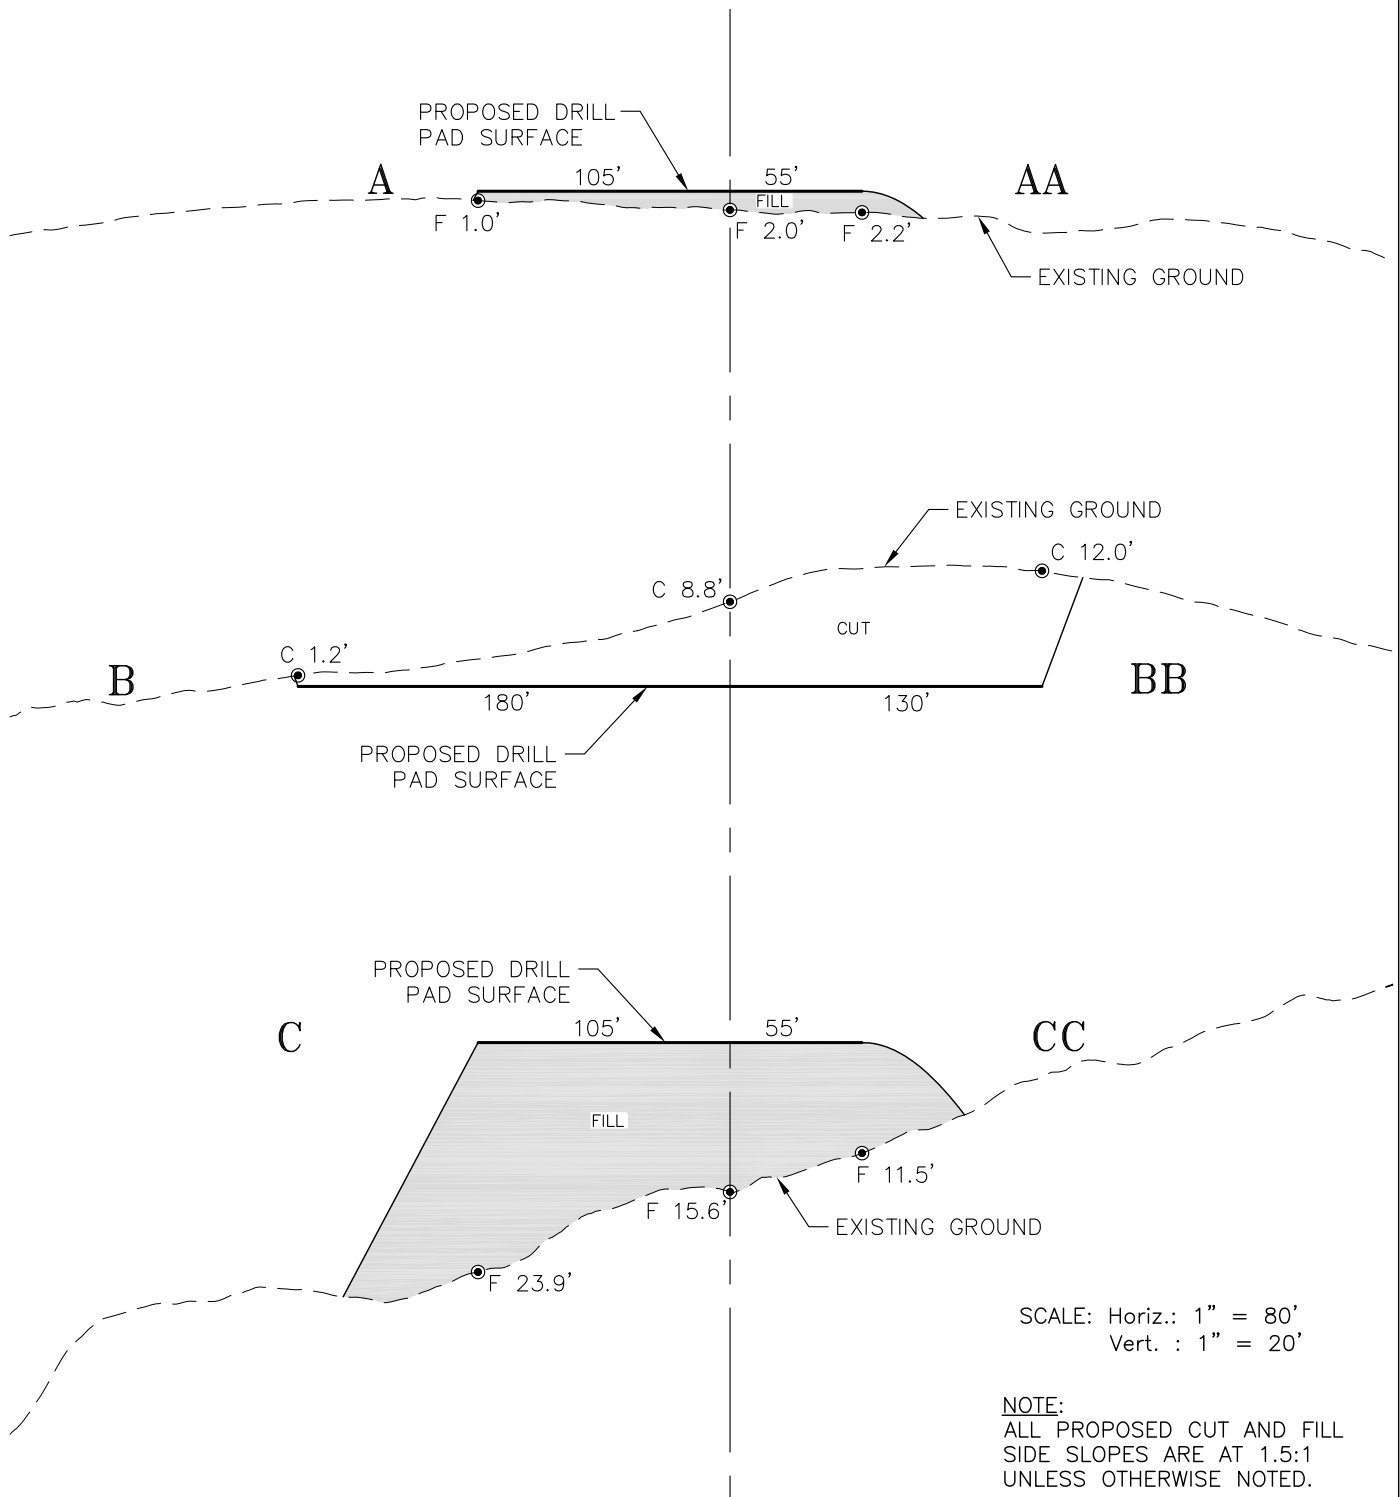 PROPOSED DRILL
PAD SURFACE
A
105’
55’
AA
FILL
F 1.0’
F 2.0’
F 2.2’
EXISTING GROUND
EXISTING GROUND
C 12.0’
C 8.8’
CUT
C 1.2’
B
BB
180’
130’
PROPOSED DRILL
PAD SURFACE
PROPOSED DRILL
PAD SURFACE
C
105’
55’
CC
FILL
F 11.5’
F 15.6’
EXISTING GROUND
F 23.9’
SCALE: Horiz.: 1” = 80’
Vert. : 1” = 20’
NOTE:
ALL PROPOSED CUT AND FILL
SIDE SLOPES ARE AT 1.5:1
UNLESS OTHERWISE NOTED.